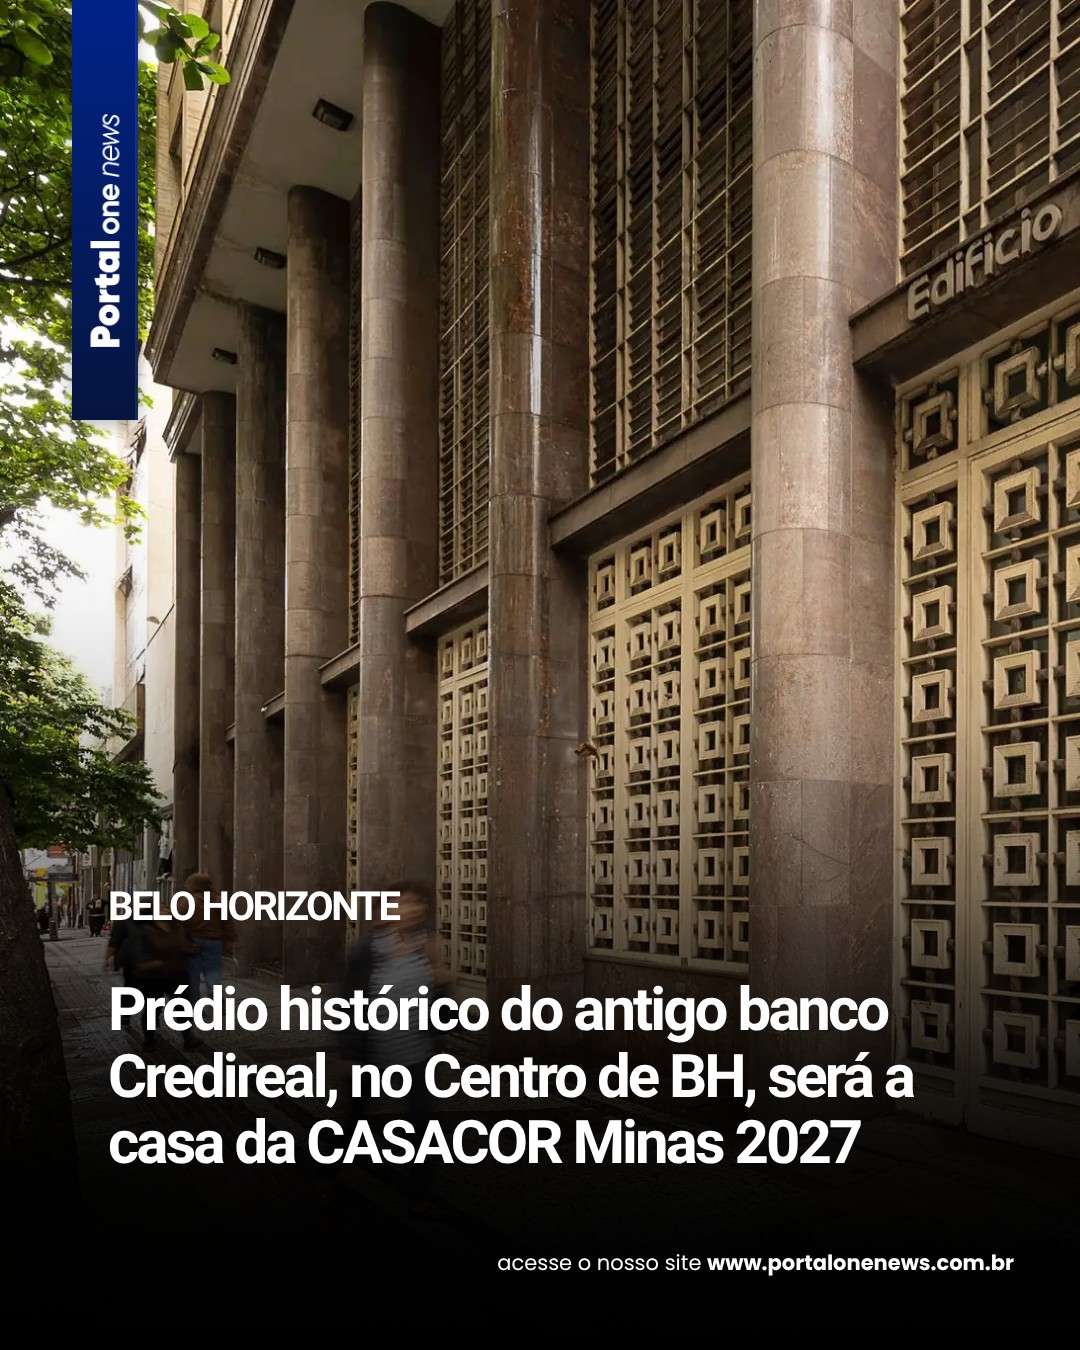 Portal one news
Edificio
BELO HORIZONTE
Prédio histórico do antigo banco
Credireal, no Centro de BH, será a
casa da CASACOR Minas 2027
acesse o nosso site www.portalonenews.com.br